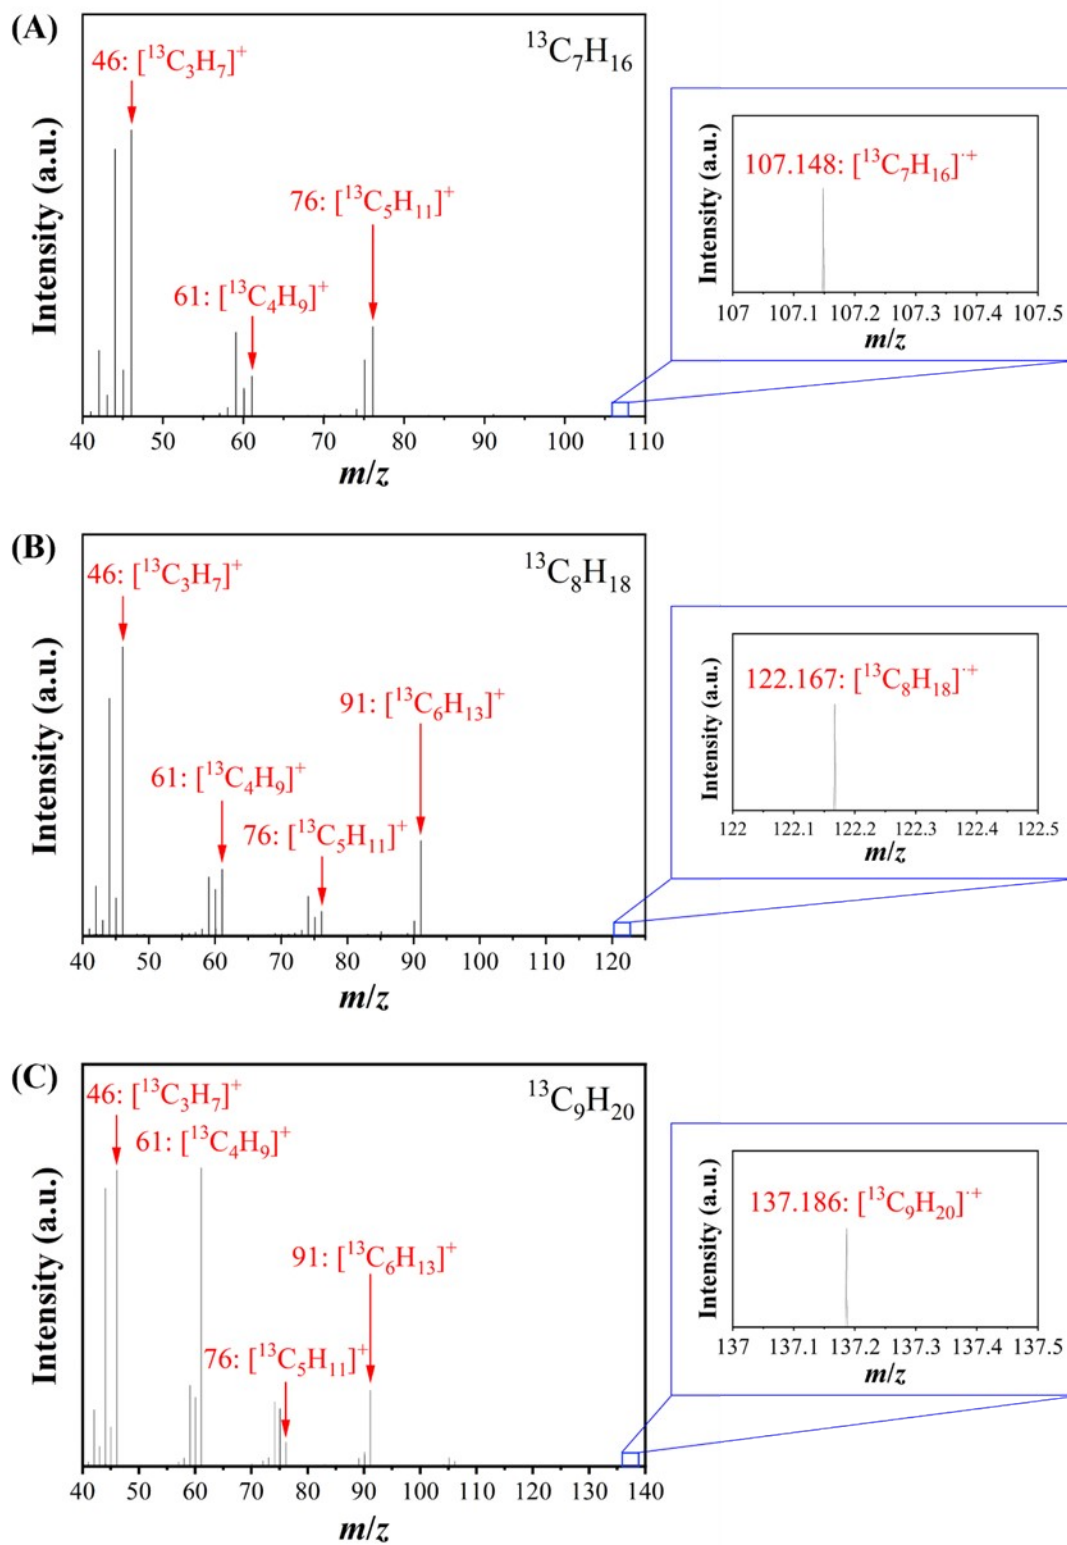 (A)
¹³C₇H₁₆
46: [¹³C₃H₇]⁺
76: [¹³C₅H₁₁]⁺
61: [¹³C₄H₉]⁺
Intensity (a.u.)
40 50 60 70 80 90 100 110
m/z
107.148: [¹³C₇H₁₆]·⁺
Intensity (a.u.)
107 107.1 107.2 107.3 107.4 107.5
m/z
(B)
¹³C₈H₁₈
46: [¹³C₃H₇]⁺
91: [¹³C₆H₁₃]⁺
61: [¹³C₄H₉]⁺
76: [¹³C₅H₁₁]⁺
Intensity (a.u.)
40 50 60 70 80 90 100 110 120
m/z
122.167: [¹³C₈H₁₈]·⁺
Intensity (a.u.)
122 122.1 122.2 122.3 122.4 122.5
m/z
(C)
¹³C₉H₂₀
46: [¹³C₃H₇]⁺
61: [¹³C₄H₉]⁺
91: [¹³C₆H₁₃]⁺
76: [¹³C₅H₁₁]⁺
Intensity (a.u.)
40 50 60 70 80 90 100 110 120 130 140
m/z
137.186: [¹³C₉H₂₀]·⁺
Intensity (a.u.)
137 137.1 137.2 137.3 137.4 137.5
m/z